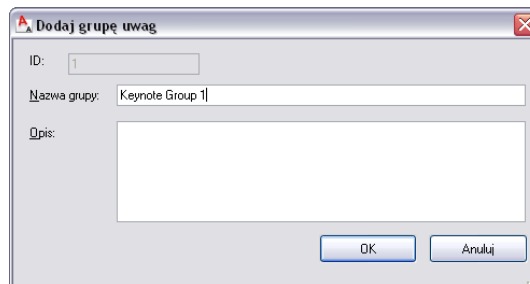 Dodaj grupę uwag
ID: 1
Nazwa grupy: Keynote Group 1
Opis:
OK Anuluj